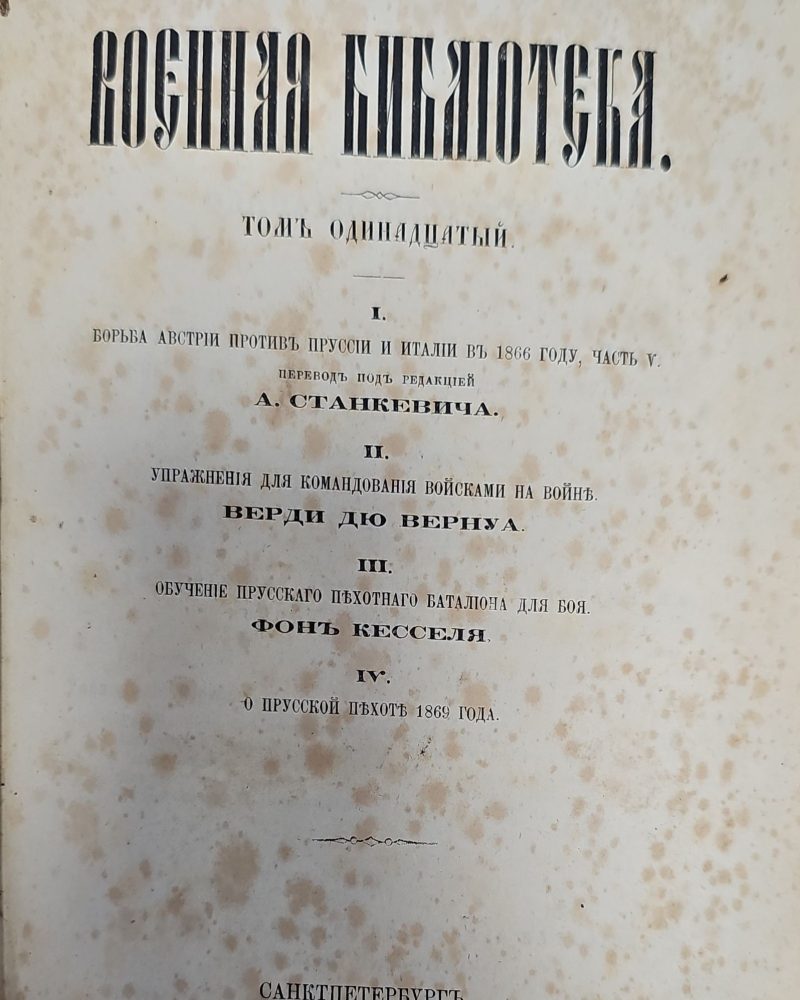 ВОЕННАЯ БИБЛІОТЕКА.
ТОМЪ ОДИНАДЦАТЫЙ.
I.
БОРЬБА АВСТРІИ ПРОТИВЪ ПРУССІИ И ИТАЛІИ ВЪ 1866 ГОДУ, ЧАСТЬ V.
ПЕРЕВОДЪ ПОДЪ РЕДАКЦІЕЙ
А. СТАНКЕВИЧА.
II.
УПРАЖНЕНІЯ ДЛЯ КОМАНДОВАНІЯ ВОЙСКАМИ НА ВОЙНѢ.
ВЕРДИ ДЮ ВЕРНУА.
III.
ОБУЧЕНІЕ ПРУССКАГО ПѢХОТНАГО БАТАЛІОНА ДЛЯ БОЯ.
ФОНЪ КЕССЕЛЯ.
IV.
О ПРУССКОЙ ПѢХОТѢ 1869 ГОДА.
САНКТПЕТЕРБУРГЪ